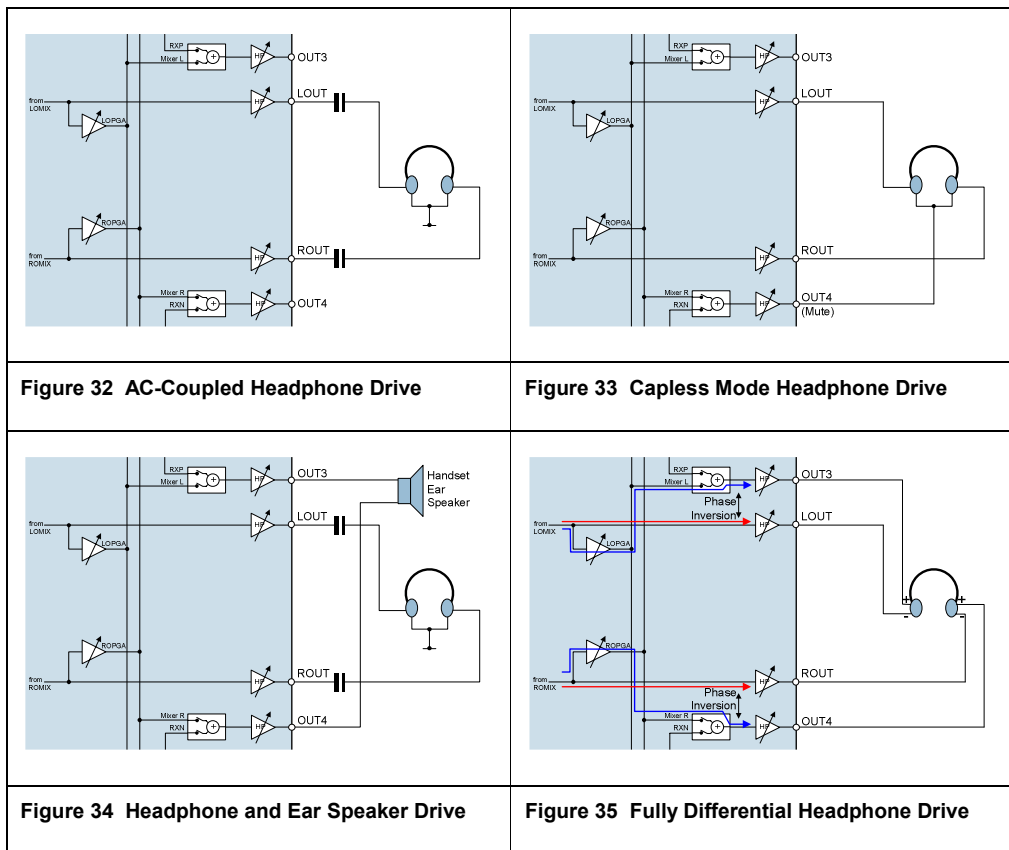 RXP
Mixer L
HP
OUT3
LOUT
from
LOMIX
HP
LOPGA
ROPGA
ROUT
from
ROMIX
HP
Mixer R
RXN
HP
OUT4
Figure 32 AC-Coupled Headphone Drive
RXP
Mixer L
HP
OUT3
LOUT
from
LOMIX
HP
LOPGA
ROPGA
ROUT
from
ROMIX
HP
Mixer R
RXN
HP
OUT4
(Mute)
Figure 33 Capless Mode Headphone Drive
RXP
Mixer L
HP
OUT3
Handset
Ear
Speaker
LOUT
from
LOMIX
HP
LOPGA
ROPGA
ROUT
from
ROMIX
HP
Mixer R
RXN
HP
OUT4
Figure 34 Headphone and Ear Speaker Drive
RXP
Mixer L
HP
OUT3
Phase
Inversion
LOUT
from
LOMIX
HP
LOPGA
+ +
- -
ROPGA
ROUT
from
ROMIX
HP
Phase
Inversion
Mixer R
RXN
HP
OUT4
Figure 35 Fully Differential Headphone Drive